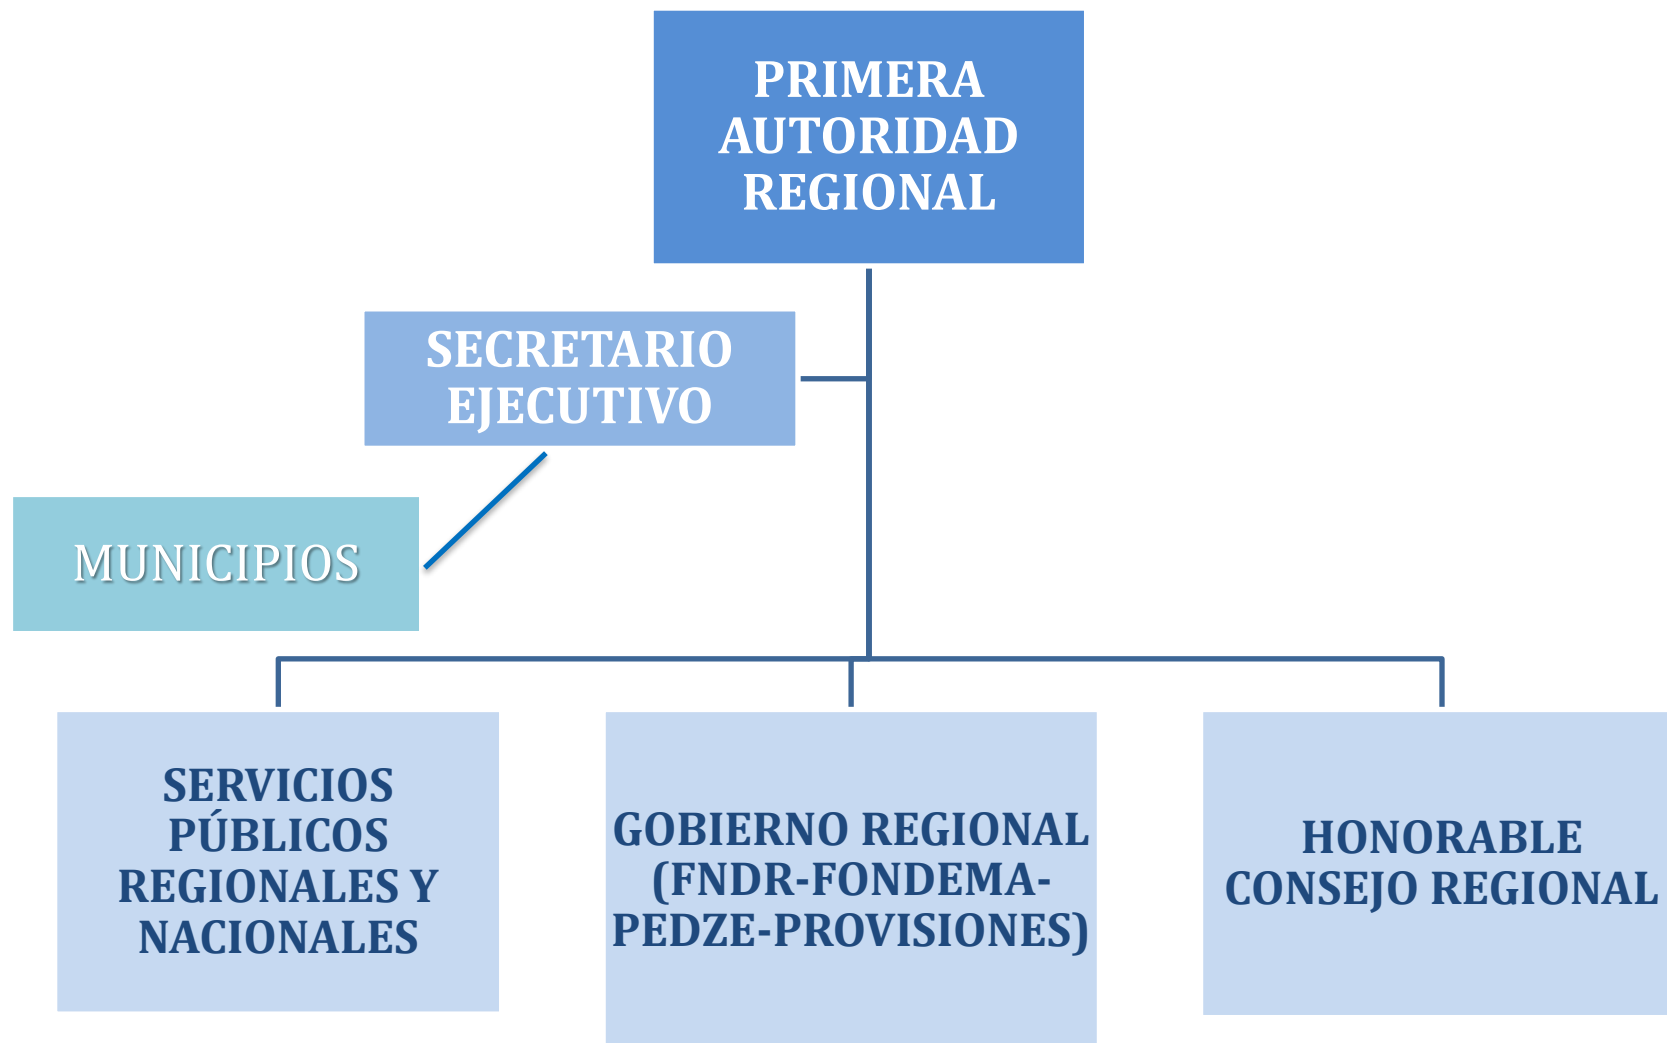 PRIMERA
AUTORIDAD
REGIONAL
SECRETARIO
EJECUTIVO
MUNICIPIOS
SERVICIOS
PÚBLICOS
REGIONALES Y
NACIONALES
GOBIERNO REGIONAL
(FNDR-FONDEMA-
PEDZE-PROVISIONES)
HONORABLE
CONSEJO REGIONAL